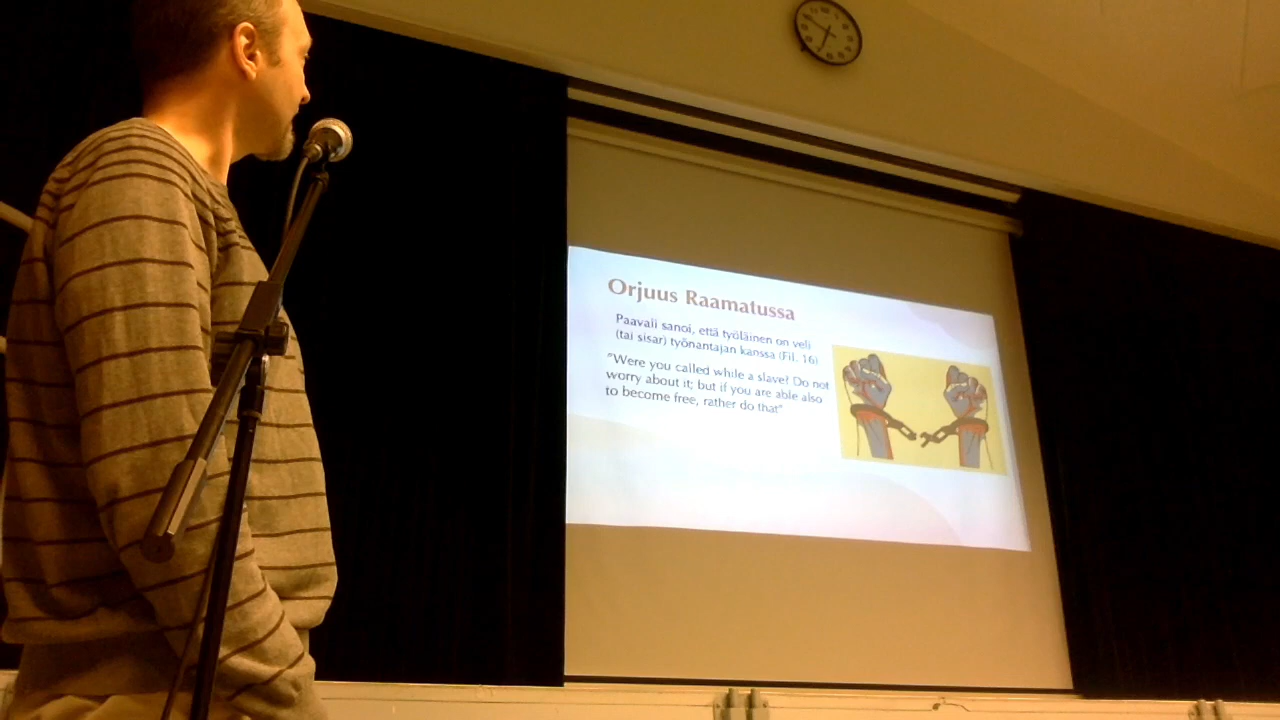 Orjuus Raamatussa
Paavali sanoi, että työläinen on veli
(tai sisar) työnantajan kanssa (Fil. 16)
"Were you called while a slave? Do not
worry about it; but if you are able also
to become free, rather do that"